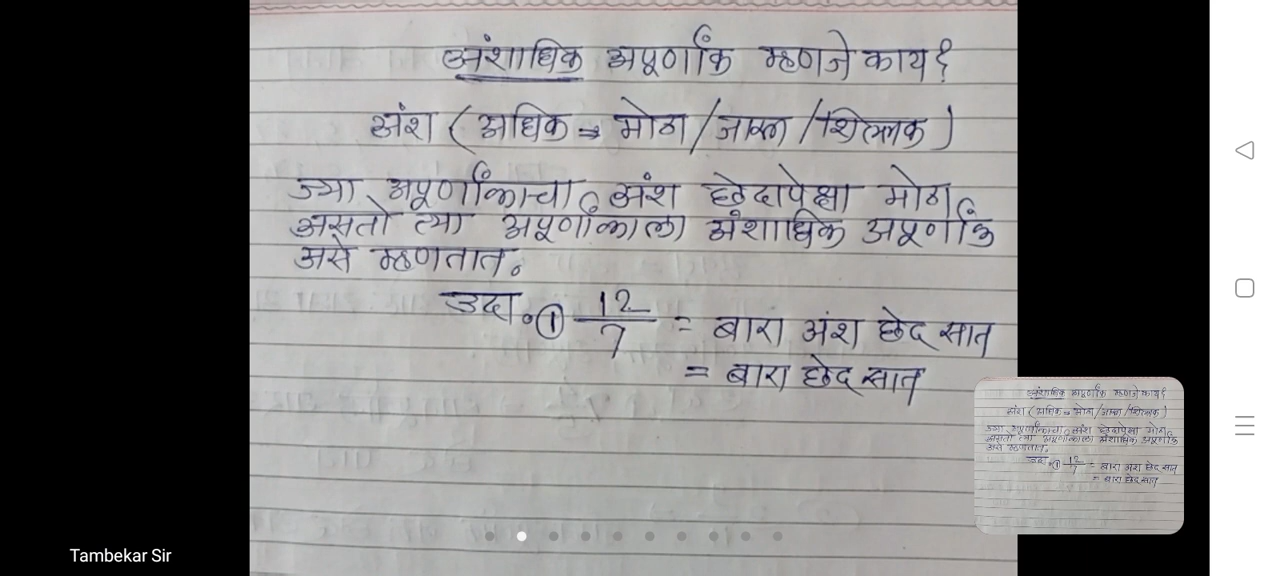 अंशाधिक अपूर्णांक म्हणजे काय?
अंश (अधिक = मोठा/जास्त/शिल्लक)
ज्या अपूर्णांकाचा अंश छेदापेक्षा मोठा
असतो त्या अपूर्णांकाला अंशाधिक अपूर्णांक
असे म्हणतात.
उदा. ① 12/7 = बारा अंश छेद सात
= बारा छेद सात
Tambekar Sir